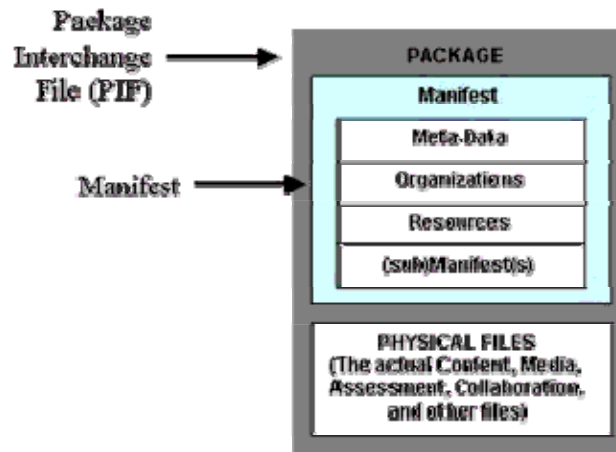 Package
Interchange
File (PIF)
Manifest
PACKAGE
Manifest
Meta-Data
Organizations
Resources
(sub)Manifest(s)
PHYSICAL FILES
(The actual Content, Media,
Assessment, Collaboration,
and other files)